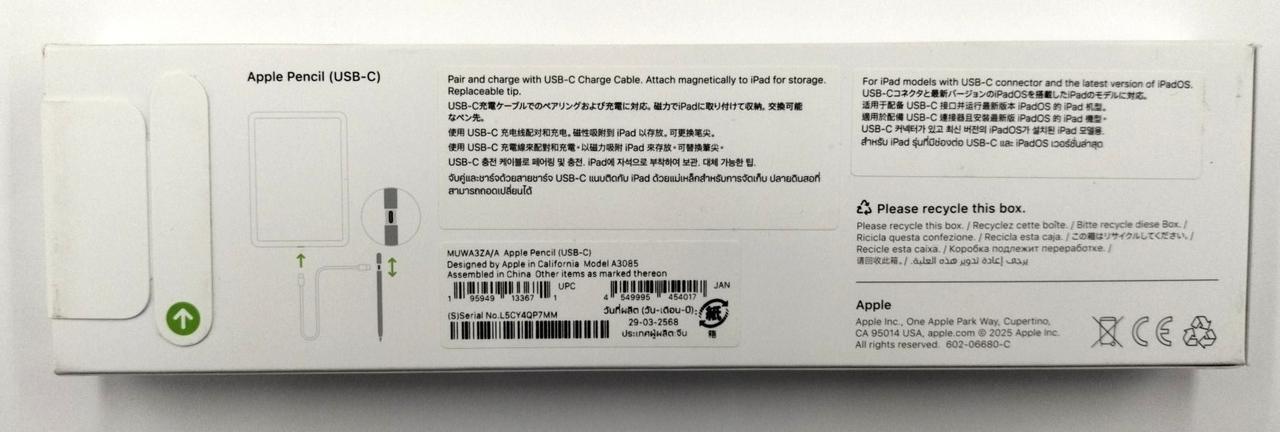 Apple Pencil (USB-C)
Pair and charge with USB-C Charge Cable. Attach magnetically to iPad for storage.
Replaceable tip.
USB-C充電ケーブルでのペアリングおよび充電に対応。磁力でiPadに取り付けて収納。交換可能
なペン先。
使用 USB-C 充电线配对和充电。磁性吸附到 iPad 以存放。可更换笔尖。
使用 USB-C 充電線來配對和充電。以磁力吸附 iPad 來存放。可替換筆尖。
USB-C 충전 케이블로 페어링 및 충전. iPad에 자석으로 부착하여 보관. 대체 가능한 팁.
จับคู่และชาร์จด้วยสายชาร์จ USB-C แนบติดกับ iPad ด้วยแม่เหล็กสำหรับการจัดเก็บ ปลายดินสอที่
สามารถถอดเปลี่ยนได้
MUWA3ZA/A Apple Pencil (USB-C)
Designed by Apple in California Model A3085
Assembled in China Other items as marked thereon
UPC
JAN
1 95949 13367 1
4 549995 454017
(S)Serial No.L5CY4QP7MM
วันที่ผลิต (วัน-เดือน-ปี):
29-03-2568
ประเทศผู้ผลิต:จีน
紙
箱
For iPad models with USB-C connector and the latest version of iPadOS.
USB-Cコネクタと最新バージョンのiPadOSを搭載したiPadのモデルに対応。
适用于配备 USB-C 接口并运行最新版本 iPadOS 的 iPad 机型。
適用於配備 USB-C 連接器且安裝最新版 iPadOS 的 iPad 機型。
USB-C 커넥터가 있고 최신 버전의 iPadOS가 설치된 iPad 모델용.
สำหรับ iPad รุ่นที่มีช่องต่อ USB-C และ iPadOS เวอร์ชั่นล่าสุด
Please recycle this box.
Please recycle this box. / Recyclez cette boîte. / Bitte recycle diese Box. /
Ricicla questa confezione. / Recicla esta caja. / この箱はリサイクルしてください。/
Recicle esta caixa. / Коробка подлежит переработке. /
请回收此箱。/ يرجى إعادة تدوير هذه العلبة.
Apple
Apple Inc., One Apple Park Way, Cupertino,
CA 95014 USA, apple.com © 2025 Apple Inc.
All rights reserved. 602-06680-C
CE